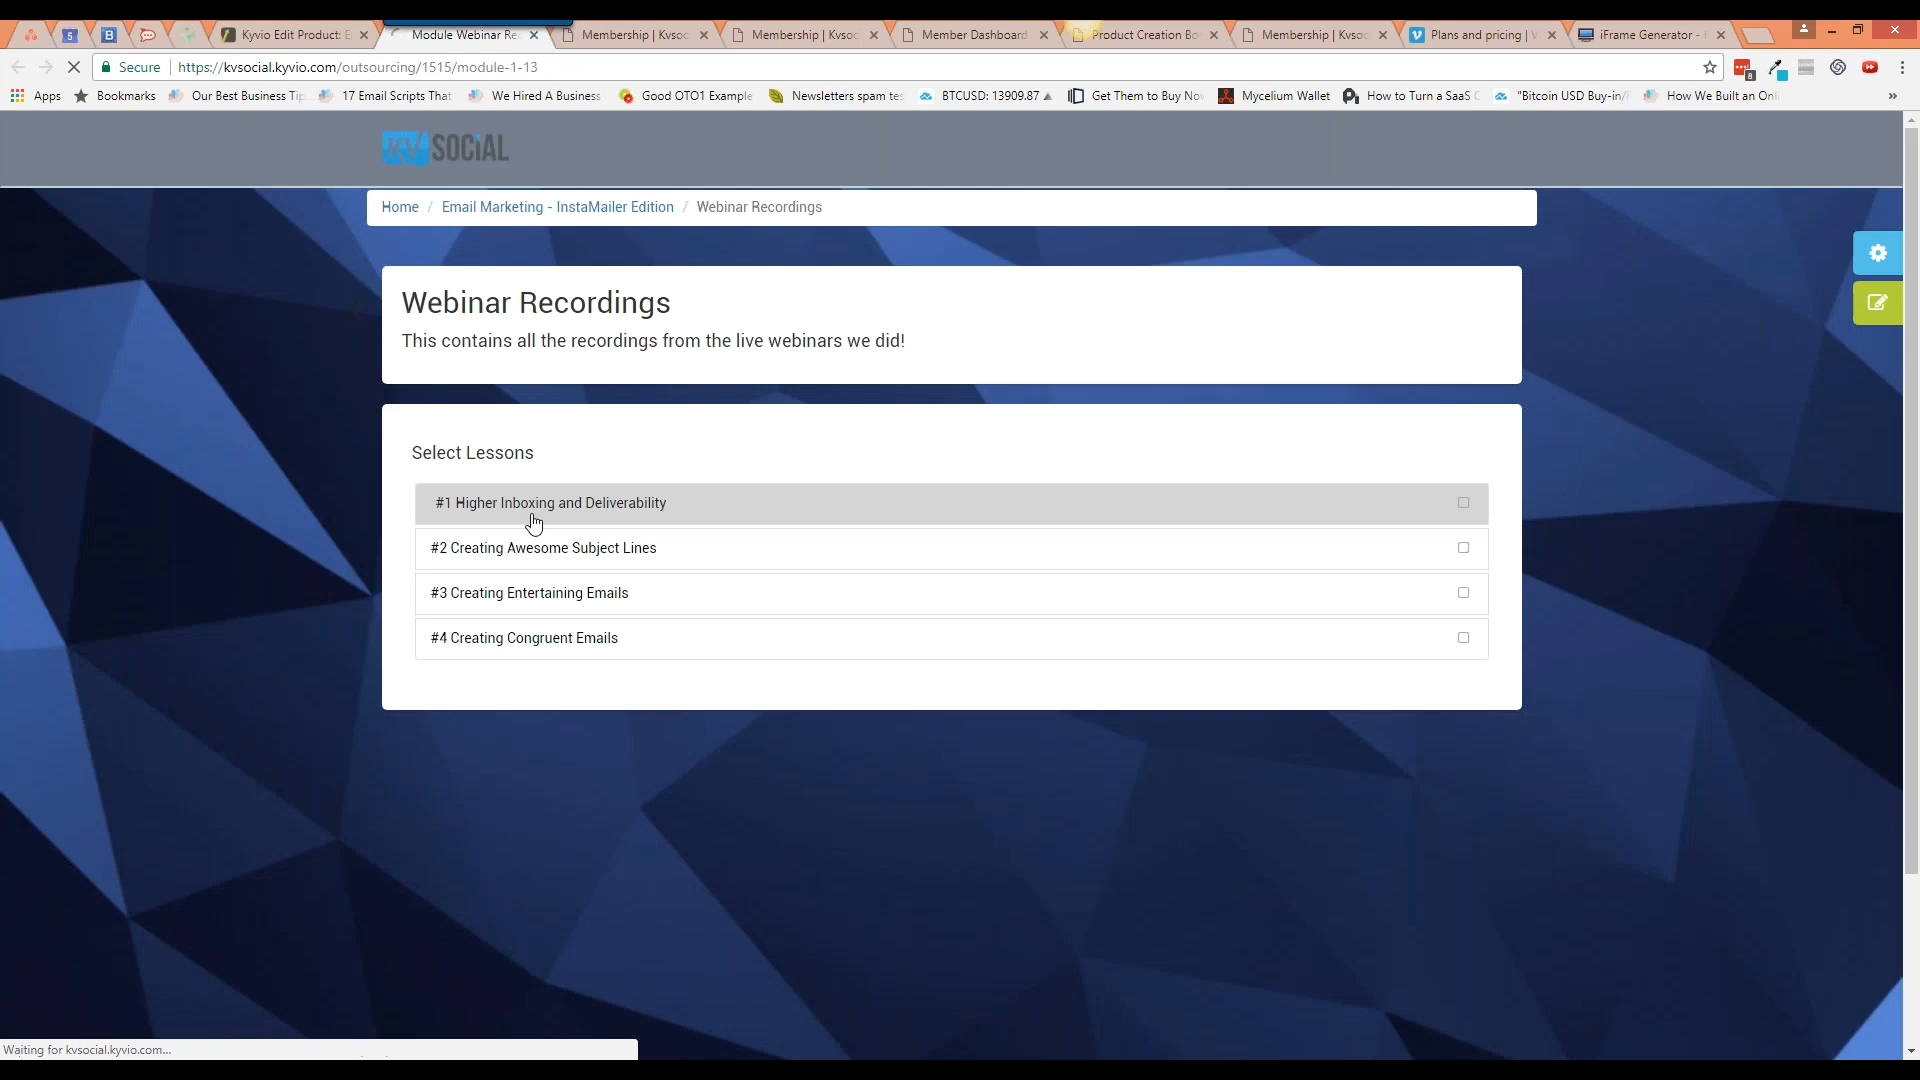 Kyvio Edit Product: E
Module Webinar Re
Membership | Kvsoc
Membership | Kvsoc
Member Dashboard
Product Creation Bo
Membership | Kvsoc
Plans and pricing | V
iFrame Generator -
Secure
https://kvsocial.kyvio.com/outsourcing/1515/module-1-13
Apps
Bookmarks
Our Best Business Tip
17 Email Scripts That
We Hired A Business
Good OTO1 Example
Newsletters spam tes
BTCUSD: 13909.87
Get Them to Buy Now
Mycelium Wallet
How to Turn a SaaS
"Bitcoin USD Buy-in/
How We Built an Onl
KV SOCiAL
Home / Email Marketing - InstaMailer Edition / Webinar Recordings
Webinar Recordings
This contains all the recordings from the live webinars we did!
Select Lessons
#1 Higher Inboxing and Deliverability
#2 Creating Awesome Subject Lines
#3 Creating Entertaining Emails
#4 Creating Congruent Emails
Waiting for kvsocial.kyvio.com...